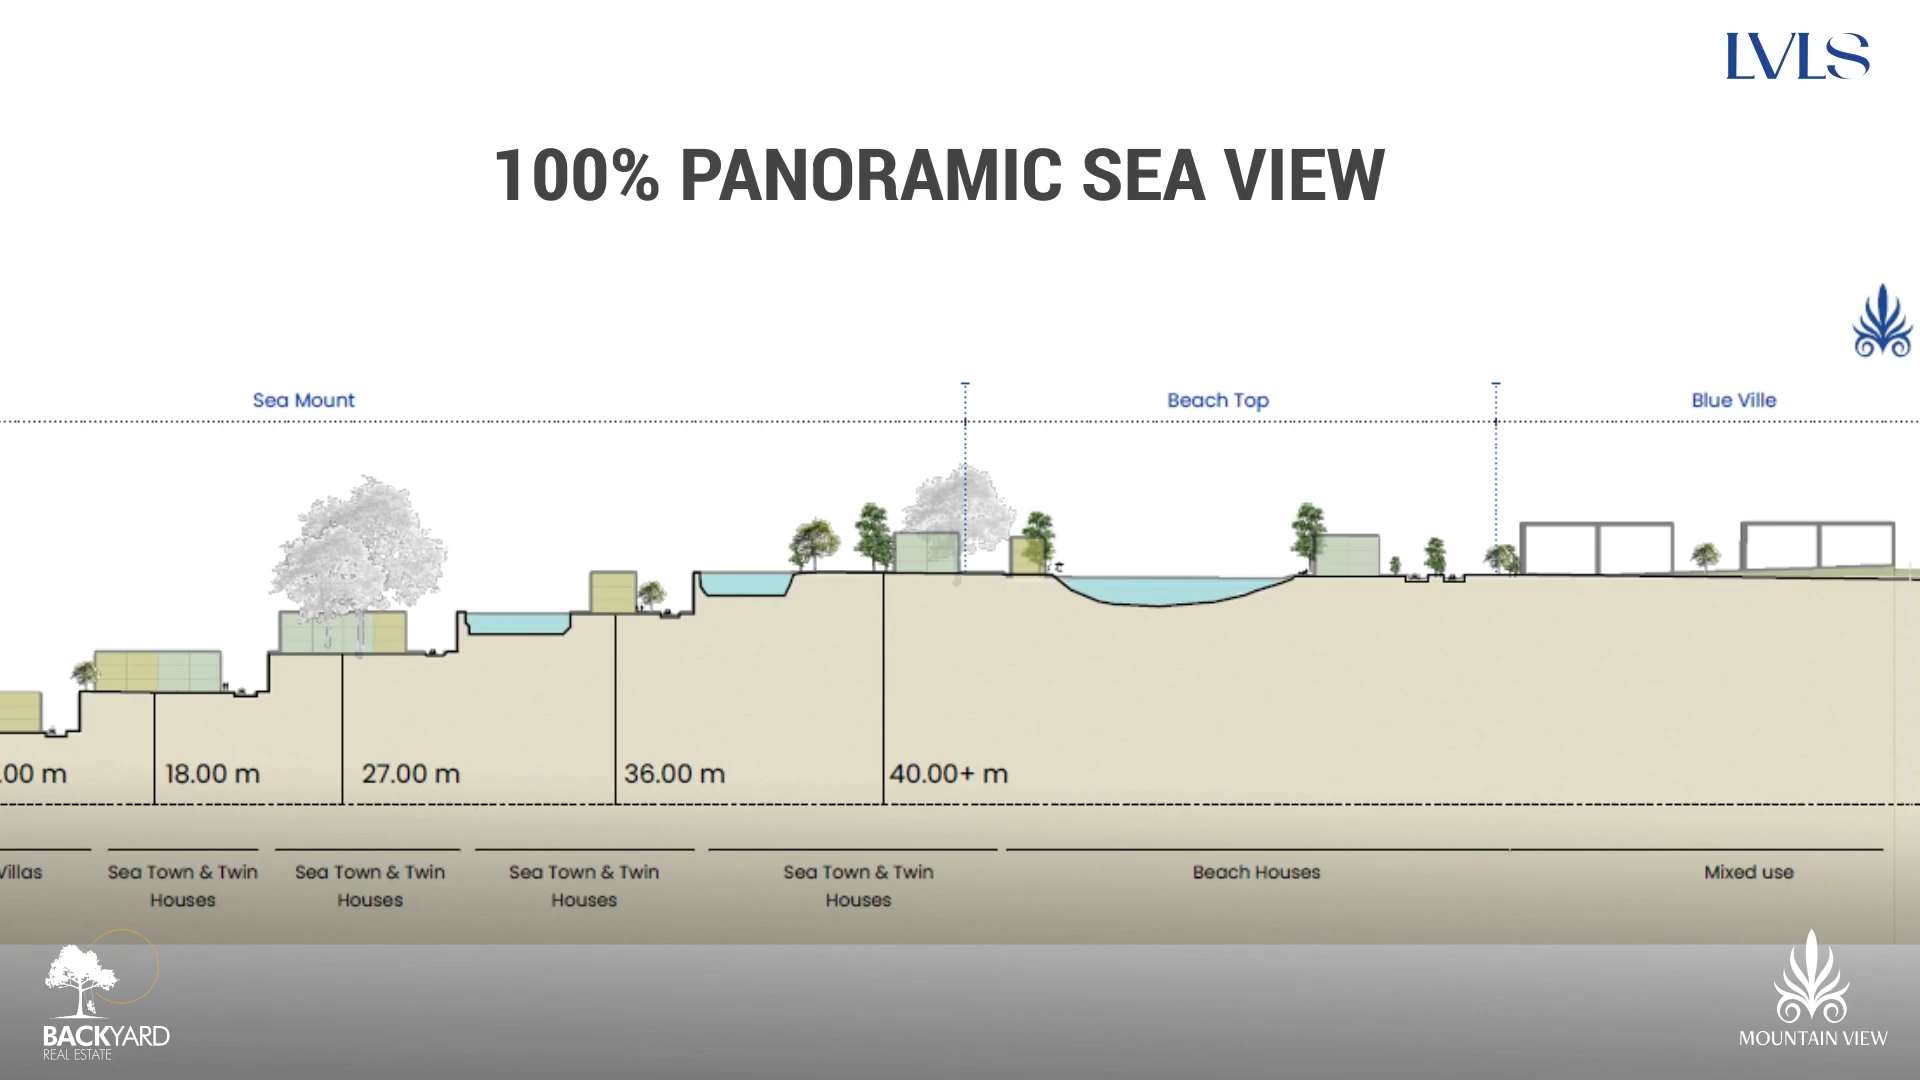 LVLS
100% PANORAMIC SEA VIEW
Sea Mount
Beach Top
Blue Ville
.00 m
18.00 m
27.00 m
36.00 m
40.00+ m
Villas
Sea Town & Twin
Houses
Sea Town & Twin
Houses
Sea Town & Twin
Houses
Sea Town & Twin
Houses
Beach Houses
Mixed use
BACKYARD
REAL ESTATE
MOUNTAIN VIEW